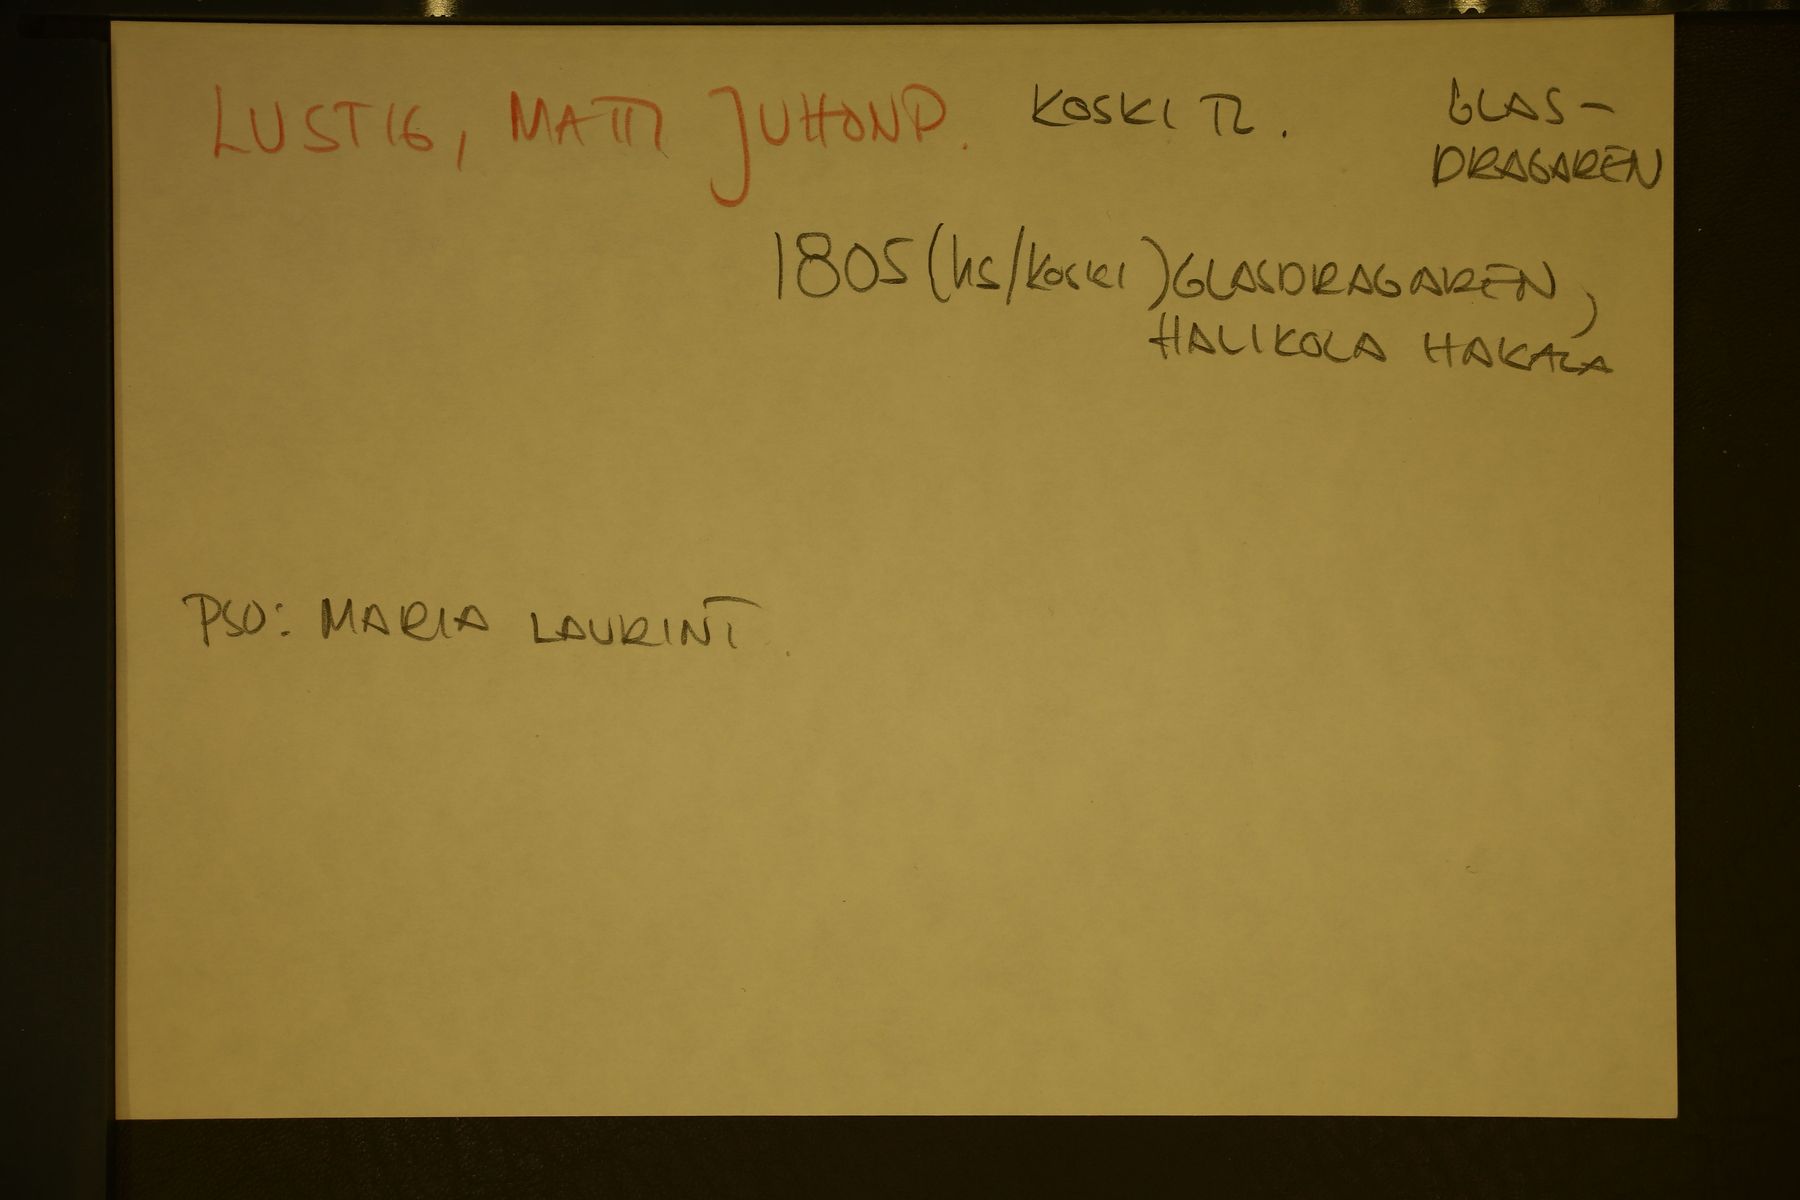 LUSTIG, MATTI JUHONP. KOSKI TL. GLAS-
DRAGAREN
1805 (hs/Koski) GLASDRAGAREN,
HALIKOLA HAKALA
PSO: MARIA LAURINT.